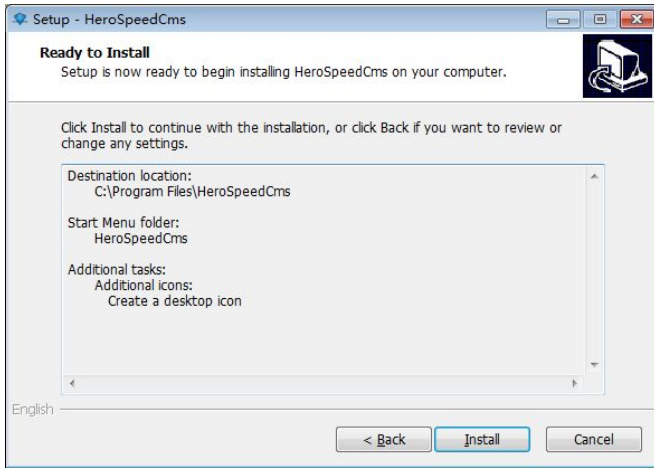 Setup - HeroSpeedCms
Ready to Install
Setup is now ready to begin installing HeroSpeedCms on your computer.
Click Install to continue with the installation, or click Back if you want to review or
change any settings.
Destination location:
C:\Program Files\HeroSpeedCms
Start Menu folder:
HeroSpeedCms
Additional tasks:
Additional icons:
Create a desktop icon
English
< Back
Install
Cancel